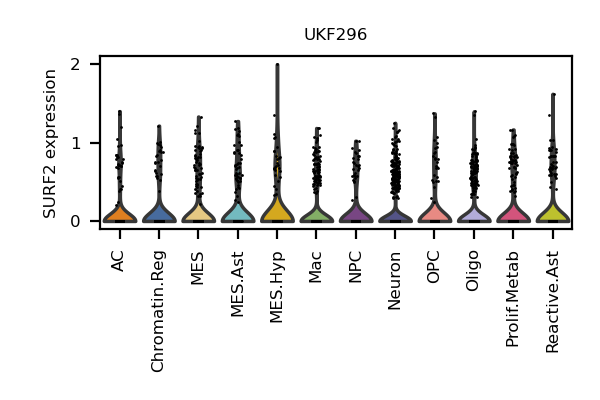 UKF296
SURF2 expression
2
1
0
AC
Chromatin.Reg
MES
MES.Ast
MES.Hyp
Mac
NPC
Neuron
OPC
Oligo
Prolif.Metab
Reactive.Ast